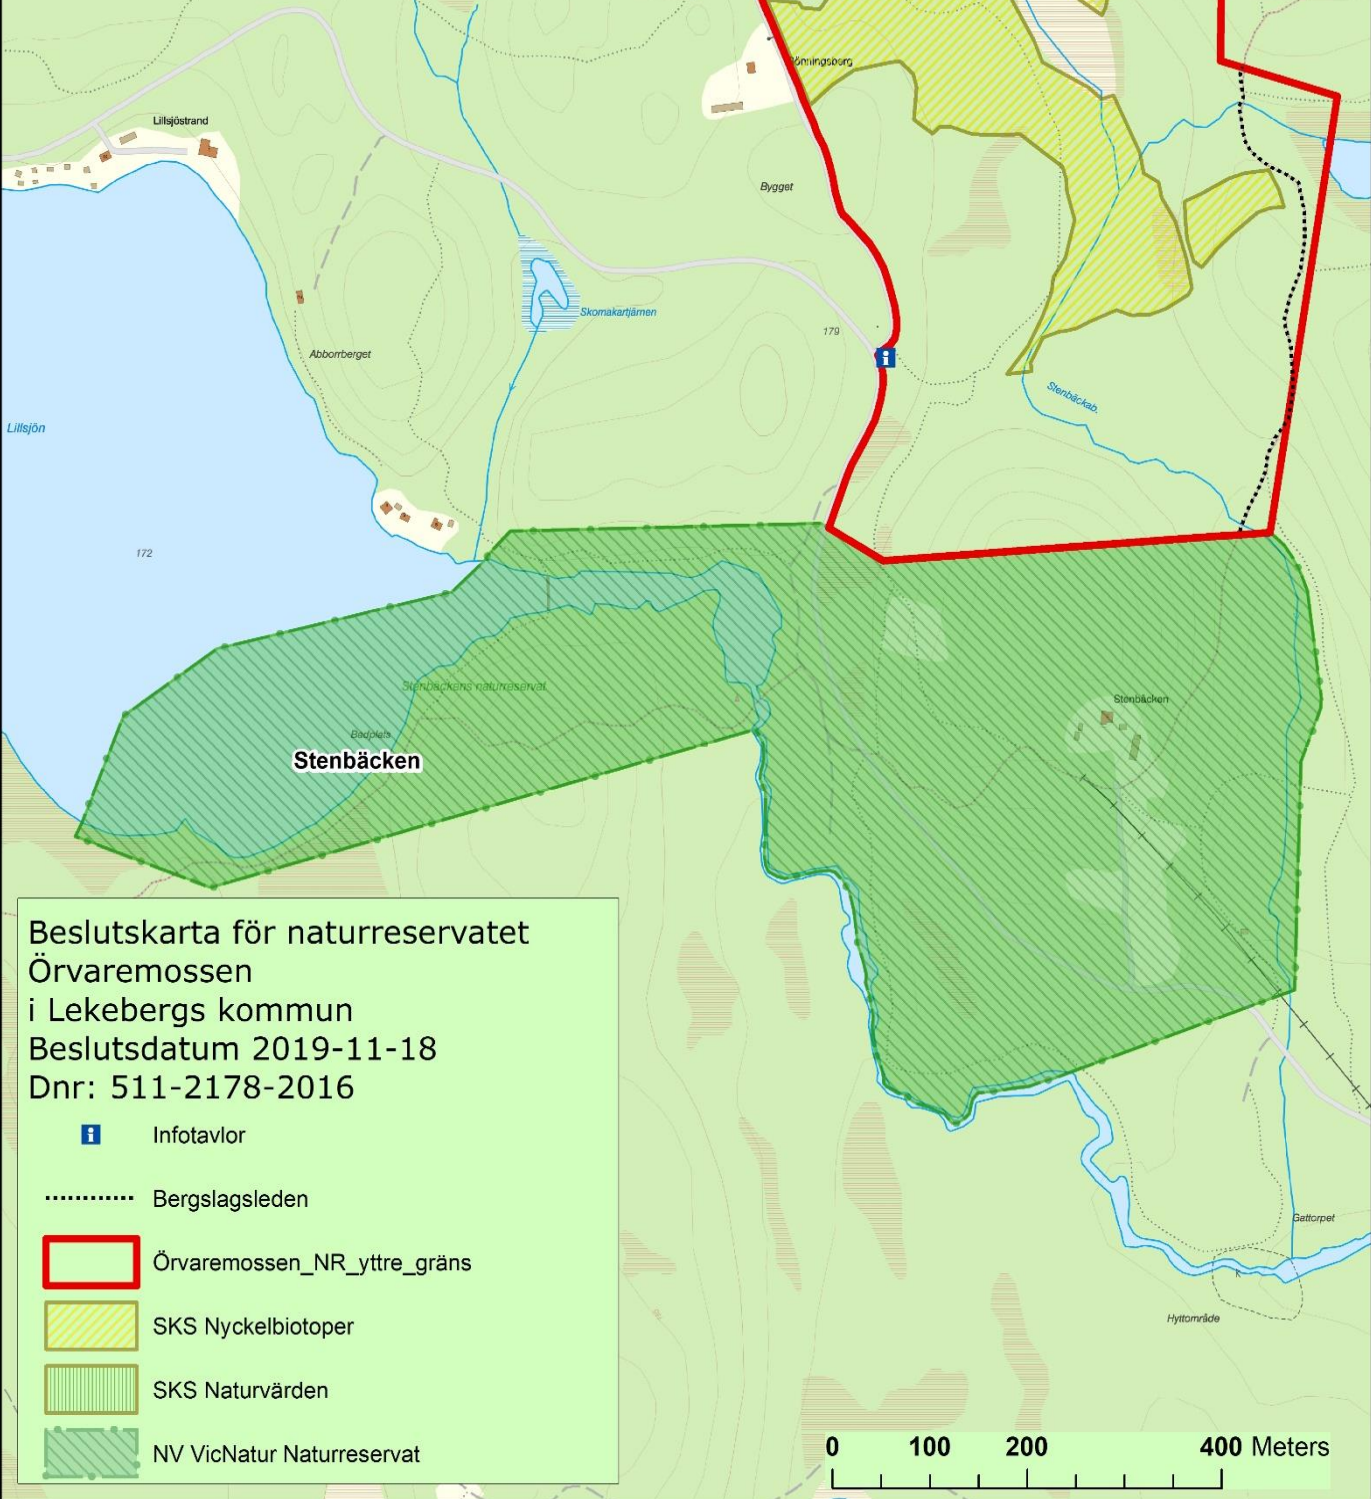 Rönningsborg
Lillsjöstrand
Bygget
Skomakartjärnen
179
Abborrberget
Stenbäckab.
Lillsjön
172
Stenbäckens naturreservat
Stenbäcken
Badplats
Stenbäcken
Beslutskarta för naturreservatet
Örvaremossen
i Lekebergs kommun
Beslutsdatum 2019-11-18
Dnr: 511-2178-2016
i Infotavlor
Bergslagsleden
Örvaremossen_NR_yttre_gräns
SKS Nyckelbiotoper
SKS Naturvärden
NV VicNatur Naturreservat
Gattorpet
Hyttområde
0 100 200 400 Meters